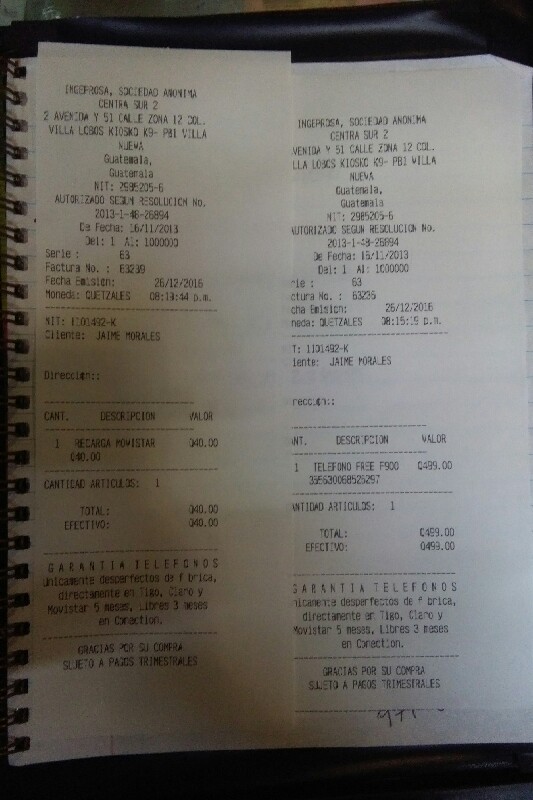 INGEPROSA, SOCIEDAD ANONIMA
CENTRA SUR 2
2 AVENIDA Y 51 CALLE ZONA 12 COL.
VILLA LOBOS KIOSKO K9- PB1 VILLA
NUEVA
Guatemala,
Guatemala
NIT: 2985205-6
AUTORIZADO SEGUN RESOLUCION No.
2013-1-48-26894
De Fecha: 16/11/2013
Del: 1 Al: 1000000
Serie : 63
Factura No. : 63239
Fecha Emision: 26/12/2016
Moneda: QUETZALES 08:19:44 p.m.
NIT: 1101492-K
Cliente: JAIME MORALES
Direccion::
CANT. DESCRIPCION VALOR
1 RECARGA MOVISTAR Q40.00
Q40.00
CANTIDAD ARTICULOS: 1
TOTAL: Q40.00
EFECTIVO: Q40.00
GARANTIA TELEFONOS
Unicamente desperfectos de f brica,
directamente en Tigo, Claro y
Movistar 5 meses, Libres 3 meses
en Conection.
GRACIAS POR SU COMPRA
SUJETO A PAGOS TRIMESTRALES
INGEPROSA, SOCIEDAD ANONIMA
CENTRA SUR 2
VENIDA Y 51 CALLE ZONA 12 COL.
LLA LOBOS KIOSKO K9- PB1 VILLA
NUEVA
Guatemala,
Guatemala
NIT: 2985205-6
AUTORIZADO SEGUN RESOLUCION No.
2013-1-48-26894
De Fecha: 16/11/2013
Del: 1 Al: 1000000
rie : 63
ctura No. : 63236
cha Emision: 26/12/2016
neda: QUETZALES 08:15:15 p.m.
T: 1101492-K
iente: JAIME MORALES
reccion::
NT. DESCRIPCION VALOR
1 TELEFONO FREE F900 Q499.00
NTIDAD ARTICULOS: 1
TOTAL: Q499.00
EFECTIVO: Q499.00
GARANTIA TELEFONOS
nicamente desperfectos de f brica,
directamente en Tigo, Claro y
Movistar 5 meses, Libres 3 meses
en Conection.
GRACIAS POR SU COMPRA
SUJETO A PAGOS TRIMESTRALES